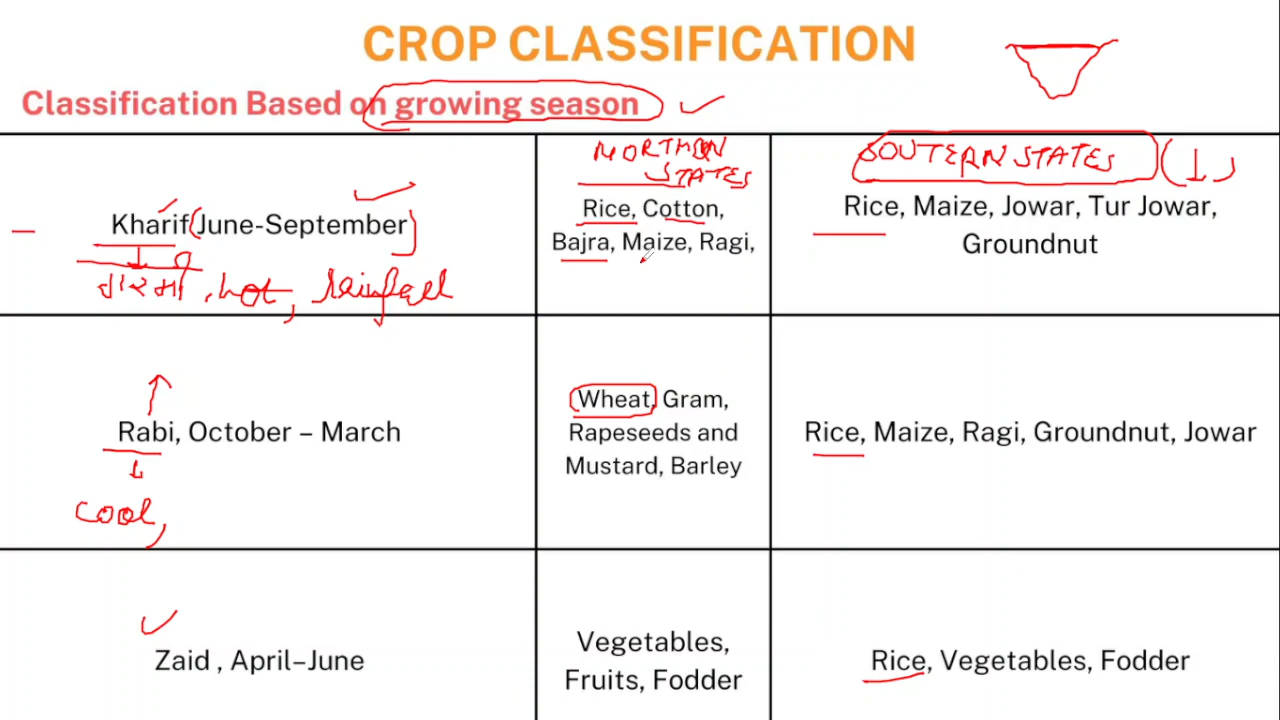 CROP CLASSIFICATION
Classification Based on growing season
NORTHEN
STATES
SOUTERN STATES
Kharif (June-September)
hot, rainfall
Rice, Cotton,
Bajra, Maize, Ragi,
Rice, Maize, Jowar, Tur Jowar,
Groundnut
Rabi, October – March
cool,
Wheat, Gram,
Rapeseeds and
Mustard, Barley
Rice, Maize, Ragi, Groundnut, Jowar
Zaid , April–June
Vegetables,
Fruits, Fodder
Rice, Vegetables, Fodder